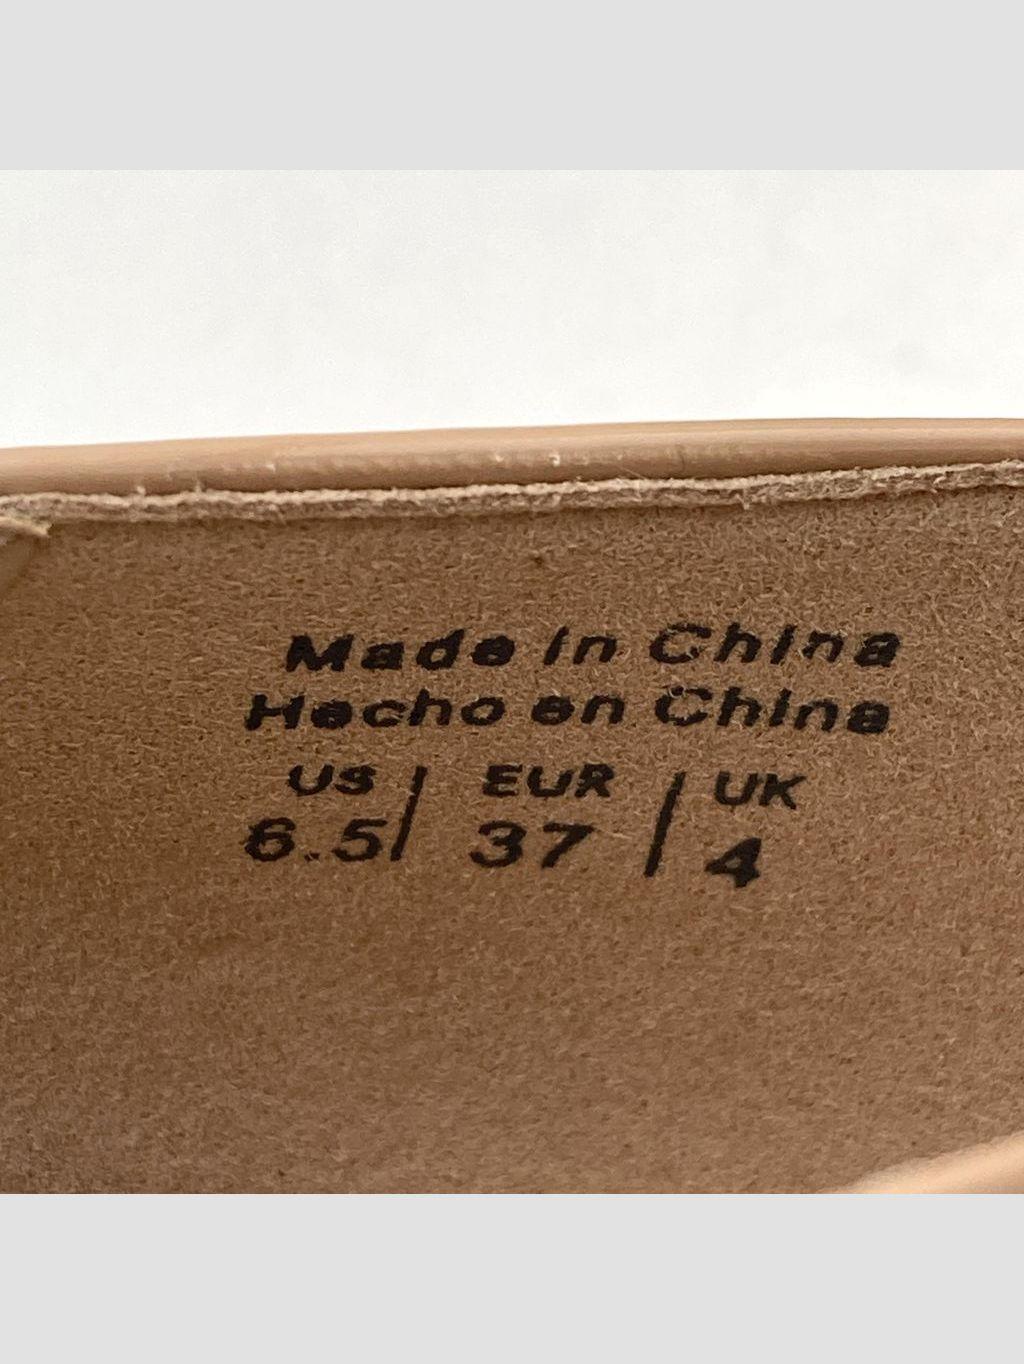 Made in China
Hecho en China
US | EUR | UK
6.5 | 37 | 4